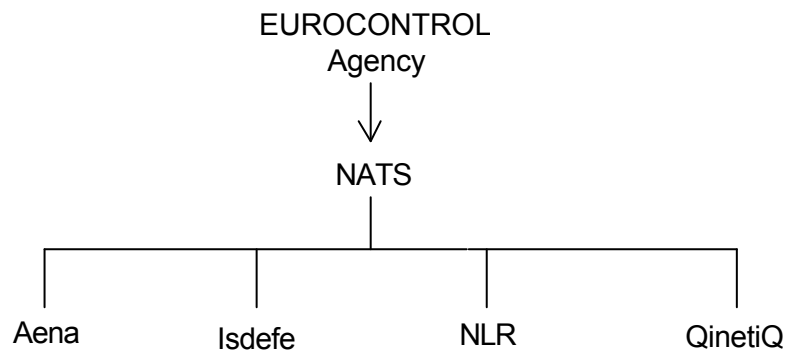 EUROCONTROL
Agency
NATS
Aena
Isdefe
NLR
QinetiQ